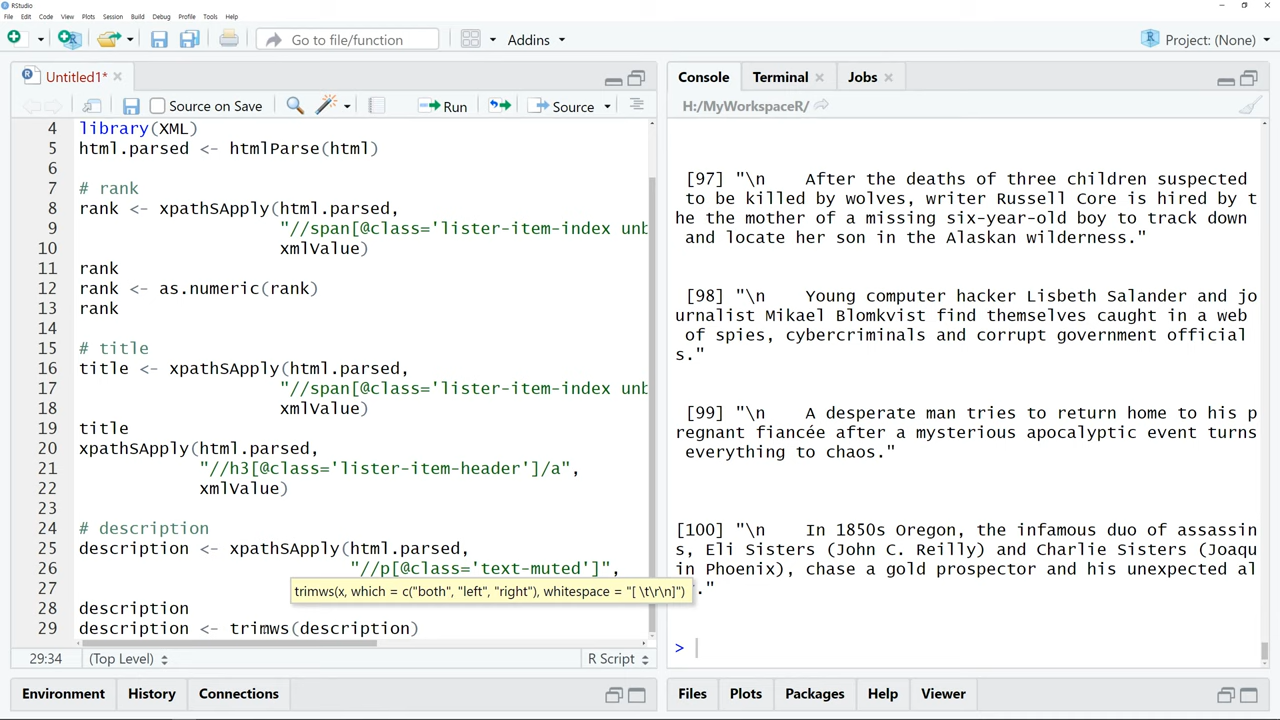 RStudio
File Edit Code View Plots Session Build Debug Profile Tools Help
Go to file/function
Addins
Project: (None)
Untitled1*
Source on Save
Run
Source
4 library(XML)
5 html.parsed <- htmlParse(html)
6
7 # rank
8 rank <- xpathSApply(html.parsed,
9 "//span[@class='lister-item-index unb
10 xmlValue)
11 rank
12 rank <- as.numeric(rank)
13 rank
14
15 # title
16 title <- xpathSApply(html.parsed,
17 "//span[@class='lister-item-index unb
18 xmlValue)
19 title
20 xpathSApply(html.parsed,
21 "//h3[@class='lister-item-header']/a",
22 xmlValue)
23
24 # description
25 description <- xpathSApply(html.parsed,
26 "//p[@class='text-muted']",
27
trimws(x, which = c("both", "left", "right"), whitespace = "[ \t\r\n]")
28 description
29 description <- trimws(description)
29:34 (Top Level) R Script
Environment History Connections
Console Terminal Jobs
H:/MyWorkspaceR/
[97] "\n After the deaths of three children suspected
to be killed by wolves, writer Russell Core is hired by t
he the mother of a missing six-year-old boy to track down
and locate her son in the Alaskan wilderness."
[98] "\n Young computer hacker Lisbeth Salander and jo
urnalist Mikael Blomkvist find themselves caught in a web
of spies, cybercriminals and corrupt government official
s."
[99] "\n A desperate man tries to return home to his p
regnant fiancée after a mysterious apocalyptic event turns
everything to chaos."
[100] "\n In 1850s Oregon, the infamous duo of assassin
s, Eli Sisters (John C. Reilly) and Charlie Sisters (Joaqu
in Phoenix), chase a gold prospector and his unexpected al
."
>
Files Plots Packages Help Viewer